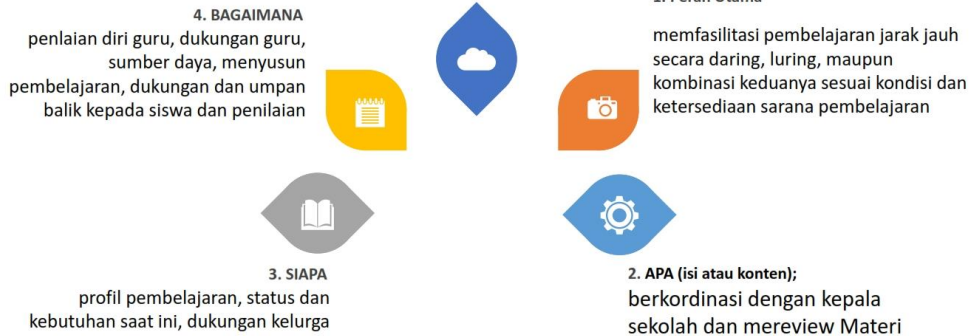 4. BAGAIMANA
penlaian diri guru, dukungan guru,
sumber daya, menyusun
pembelajaran, dukungan dan umpan
balik kepada siswa dan penilaian
memfasilitasi pembelajaran jarak jauh
secara daring, luring, maupun
kombinasi keduanya sesuai kondisi dan
ketersediaan sarana pembelajaran
3. SIAPA
profil pembelajaran, status dan
kebutuhan saat ini, dukungan kelurga
2. APA (isi atau konten);
berkordinasi dengan kepala
sekolah dan mereview Materi